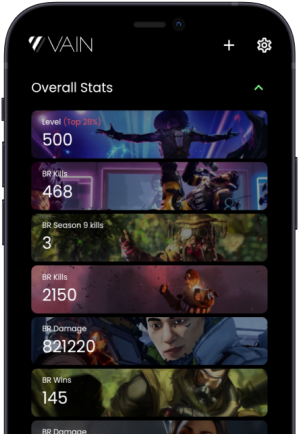 VAIN
Overall Stats
Level (Top 28%)
500
BR Kills
468
BR Season 9 kills
3
BR Kills
2150
BR Damage
821220
BR Wins
145
BR Damage